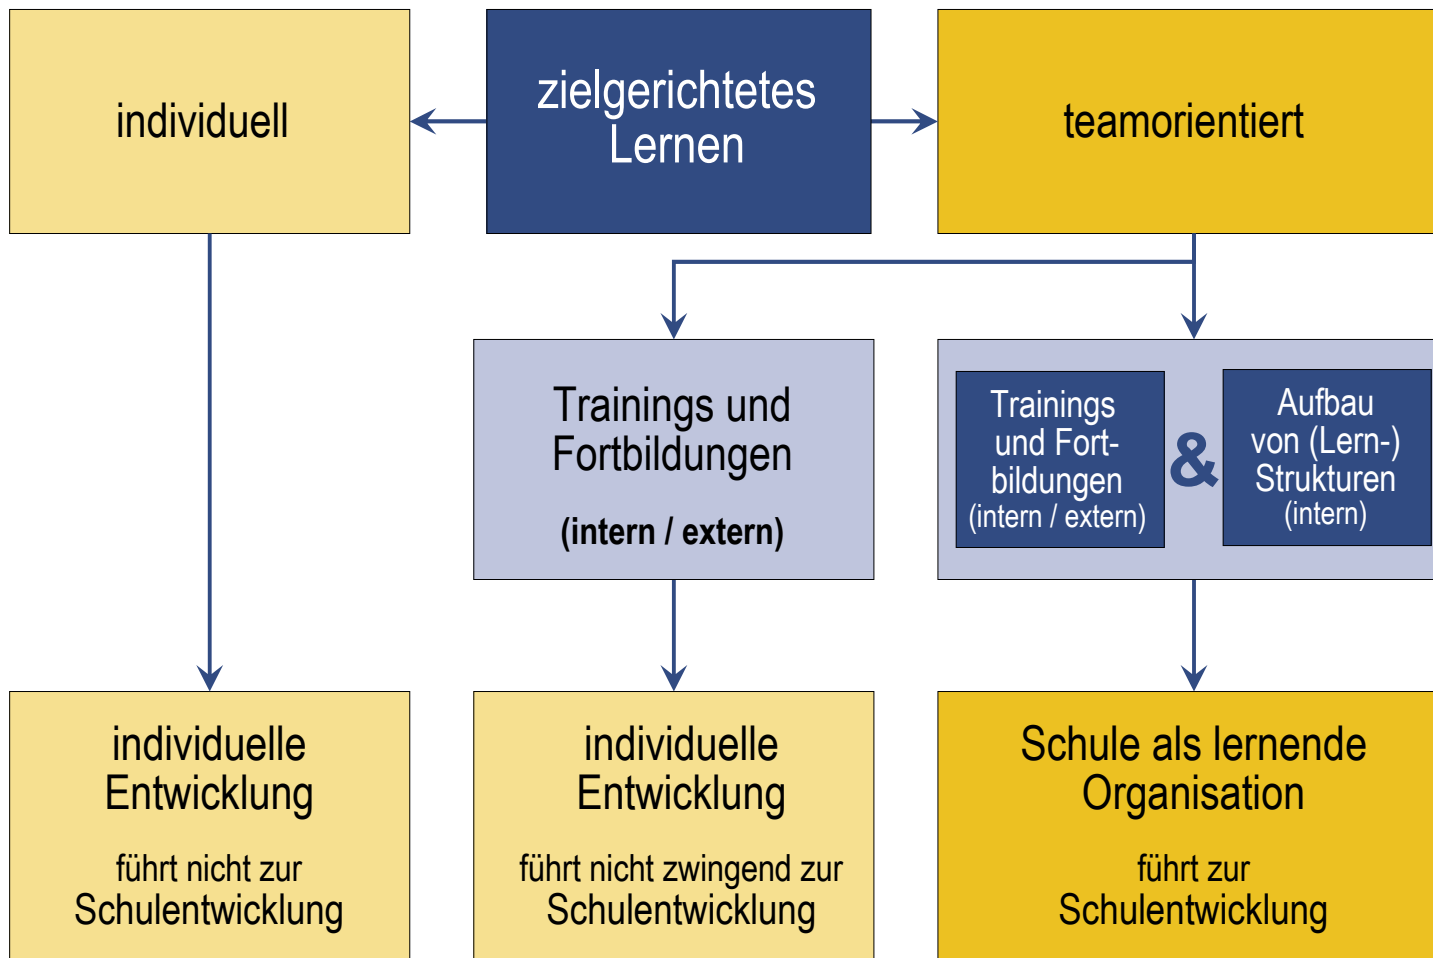 individuell
zielgerichtetes
Lernen
teamorientiert
Trainings und
Fortbildungen
(intern / extern)
Trainings
und Fort-
bildungen
(intern / extern)
&
Aufbau
von (Lern-)
Strukturen
(intern)
individuelle
Entwicklung
führt nicht zur
Schulentwicklung
individuelle
Entwicklung
führt nicht zwingend zur
Schulentwicklung
Schule als lernende
Organisation
führt zur
Schulentwicklung